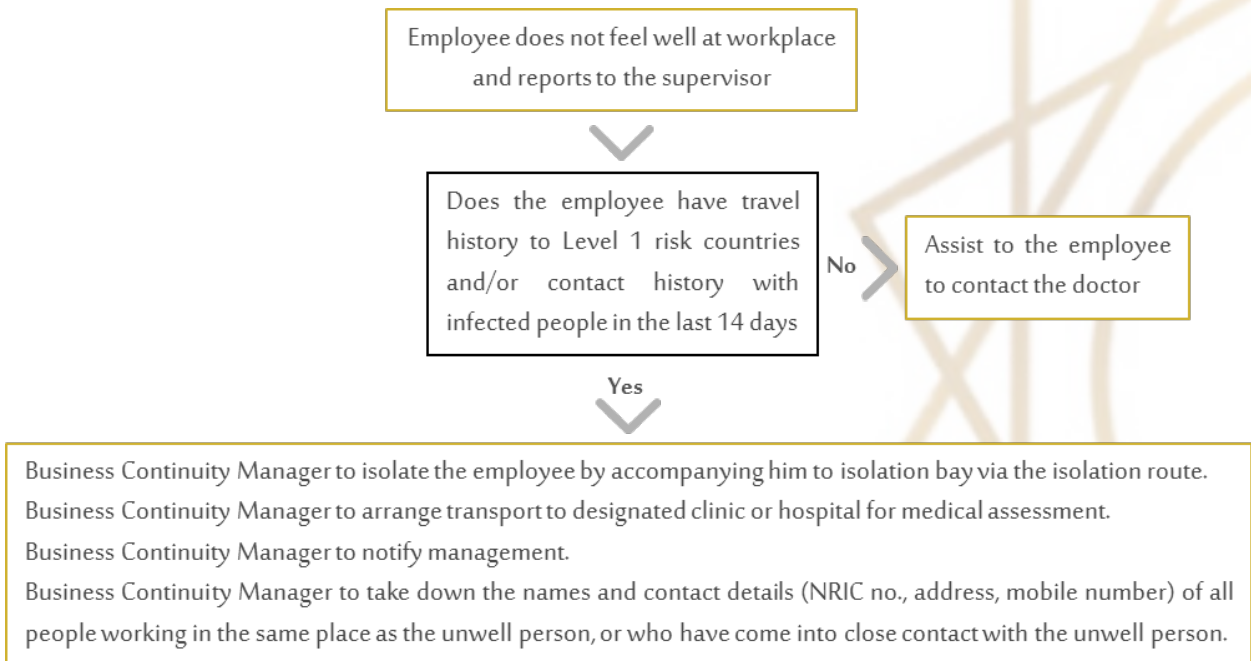 Employee does not feel well at workplace
and reports to the supervisor
Does the employee have travel
history to Level 1 risk countries
and/or contact history with
infected people in the last 14 days
No
Assist to the employee
to contact the doctor
Yes
Business Continuity Manager to isolate the employee by accompanying him to isolation bay via the isolation route.
Business Continuity Manager to arrange transport to designated clinic or hospital for medical assessment.
Business Continuity Manager to notify management.
Business Continuity Manager to take down the names and contact details (NRIC no., address, mobile number) of all
people working in the same place as the unwell person, or who have come into close contact with the unwell person.